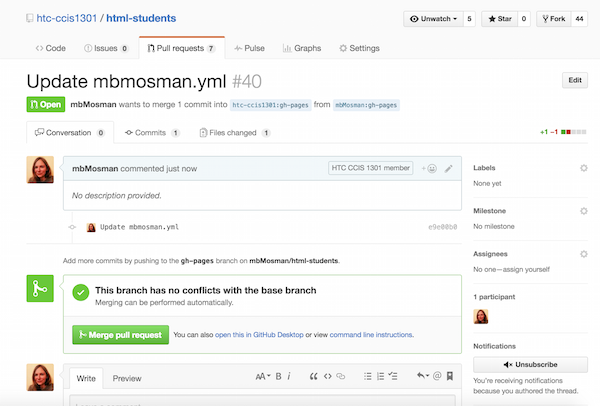 htc-ccis1301 / html-students
Unwatch 5
Star 0
Fork 44
Code
Issues 0
Pull requests 7
Pulse
Graphs
Settings
Update mbmosman.yml #40
Edit
Open mbMosman wants to merge 1 commit into htc-ccis1301:gh-pages from mbMosman:gh-pages
Conversation 0
Commits 1
Files changed 1
+1 −1
mbMosman commented just now
HTC CCIS 1301 member
No description provided.
Update mbmosman.yml
e9e00b0
Add more commits by pushing to the gh-pages branch on mbMosman/html-students.
This branch has no conflicts with the base branch
Merging can be performed automatically.
Merge pull request
You can also open this in GitHub Desktop or view command line instructions.
Write
Preview
AA B i
Labels
None yet
Milestone
No milestone
Assignees
No one—assign yourself
1 participant
Notifications
Unsubscribe
You're receiving notifications
because you authored the thread.